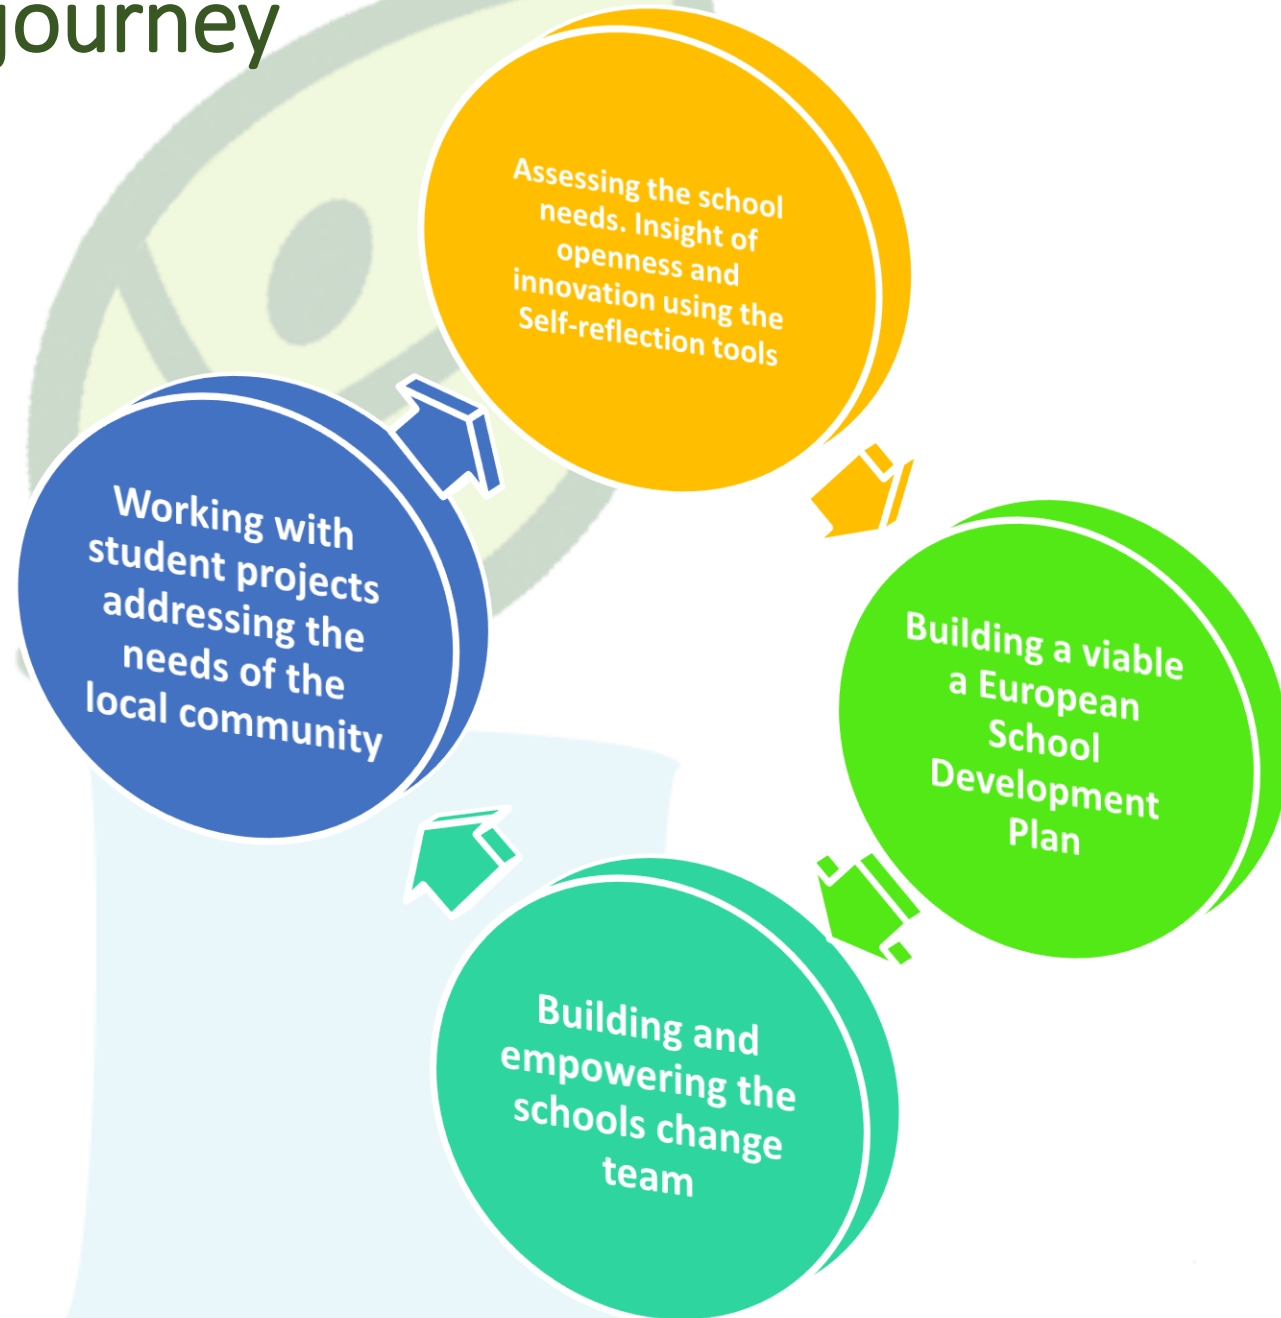 journey
Assessing the school
needs. Insight of
openness and
innovation using the
Self-reflection tools
Building a viable
a European
School
Development
Plan
Building and
empowering the
schools change
team
Working with
student projects
addressing the
needs of the
local community